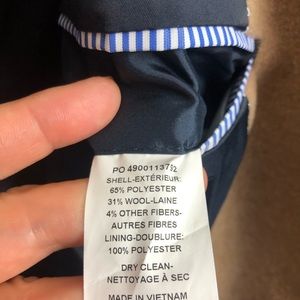 PO 4900113792
SHELL-EXTÉRIEUR:
65% POLYESTER
31% WOOL-LAINE
4% OTHER FIBERS-
AUTRES FIBRES
LINING-DOUBLURE:
100% POLYESTER
DRY CLEAN-
NETTOYAGE À SEC
MADE IN VIETNAM